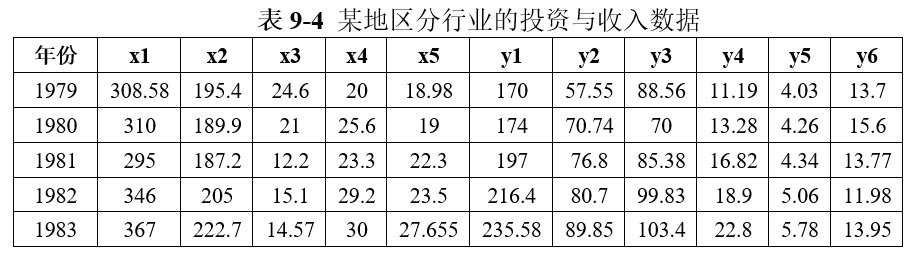 表 9-4 某地区分行业的投资与收入数据
年份 x1 x2 x3 x4 x5 y1 y2 y3 y4 y5 y6
1979 308.58 195.4 24.6 20 18.98 170 57.55 88.56 11.19 4.03 13.7
1980 310 189.9 21 25.6 19 174 70.74 70 13.28 4.26 15.6
1981 295 187.2 12.2 23.3 22.3 197 76.8 85.38 16.82 4.34 13.77
1982 346 205 15.1 29.2 23.5 216.4 80.7 99.83 18.9 5.06 11.98
1983 367 222.7 14.57 30 27.655 235.58 89.85 103.4 22.8 5.78 13.95